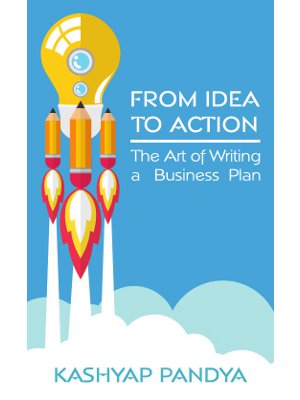 FROM IDEA
TO ACTION
The Art of Writing
a Business Plan
KASHYAP PANDYA